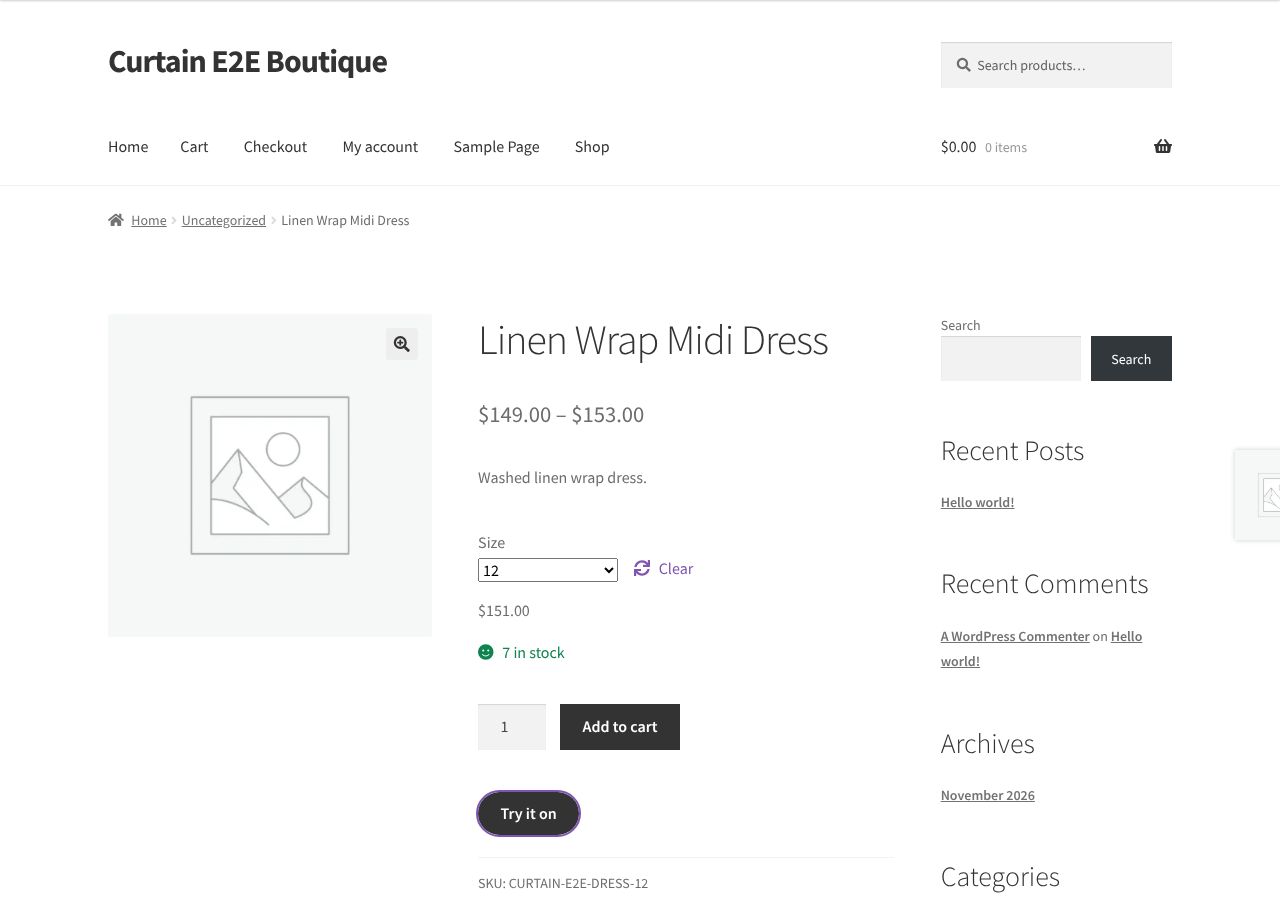 Curtain E2E Boutique
Search products…
Home Cart Checkout My account Sample Page Shop
$0.00 0 items
Home Uncategorized Linen Wrap Midi Dress
Linen Wrap Midi Dress
$149.00 – $153.00
Washed linen wrap dress.
Size
12 Clear
$151.00
7 in stock
1 Add to cart
Try it on
SKU: CURTAIN-E2E-DRESS-12
Search
Search
Recent Posts
Hello world!
Recent Comments
A WordPress Commenter on Hello
world!
Archives
November 2026
Categories